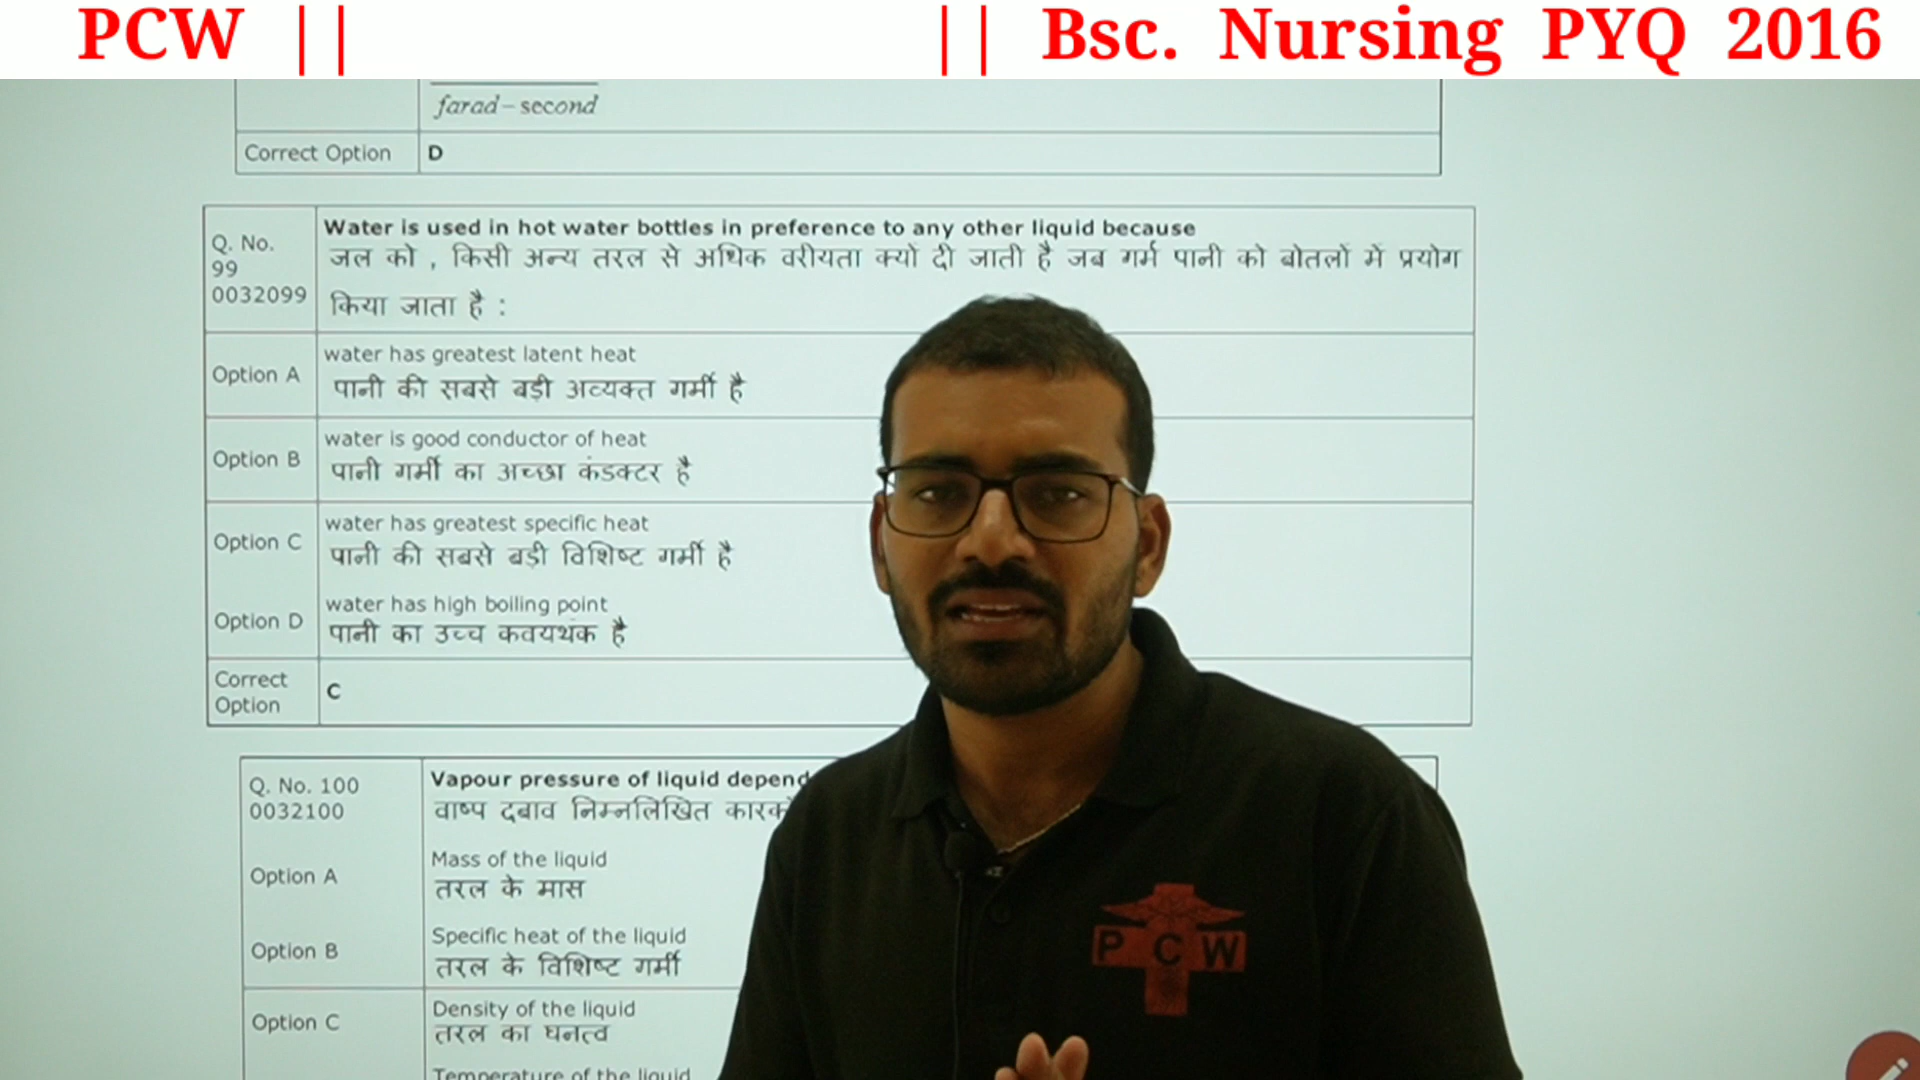 PCW || || Bsc. Nursing PYQ 2016
farad-second
Correct Option D
Q. No. 99 0032099
Water is used in hot water bottles in preference to any other liquid because
जल को , किसी अन्य तरल से अधिक वरीयता क्यों दी जाती है जब गर्म पानी को बोतलों में प्रयोग
किया जाता है :
Option A
water has greatest latent heat
पानी की सबसे बड़ी अव्यक्त गर्मी है
Option B
water is good conductor of heat
पानी गर्मी का अच्छा कंडक्टर है
Option C
water has greatest specific heat
पानी की सबसे बड़ी विशिष्ट गर्मी है
Option D
water has high boiling point
पानी का उच्च कवयथंक है
Correct Option
C
Q. No. 100
0032100
Vapour pressure of liquid depend
वाष्प दबाव निम्नलिखित
Option A
Mass of the liquid
तरल के मास
Option B
Specific heat of the liquid
तरल के विशिष्ट गर्मी
Option C
Density of the liquid
तरल का घनत्व
Temperature of the liquid
P C W